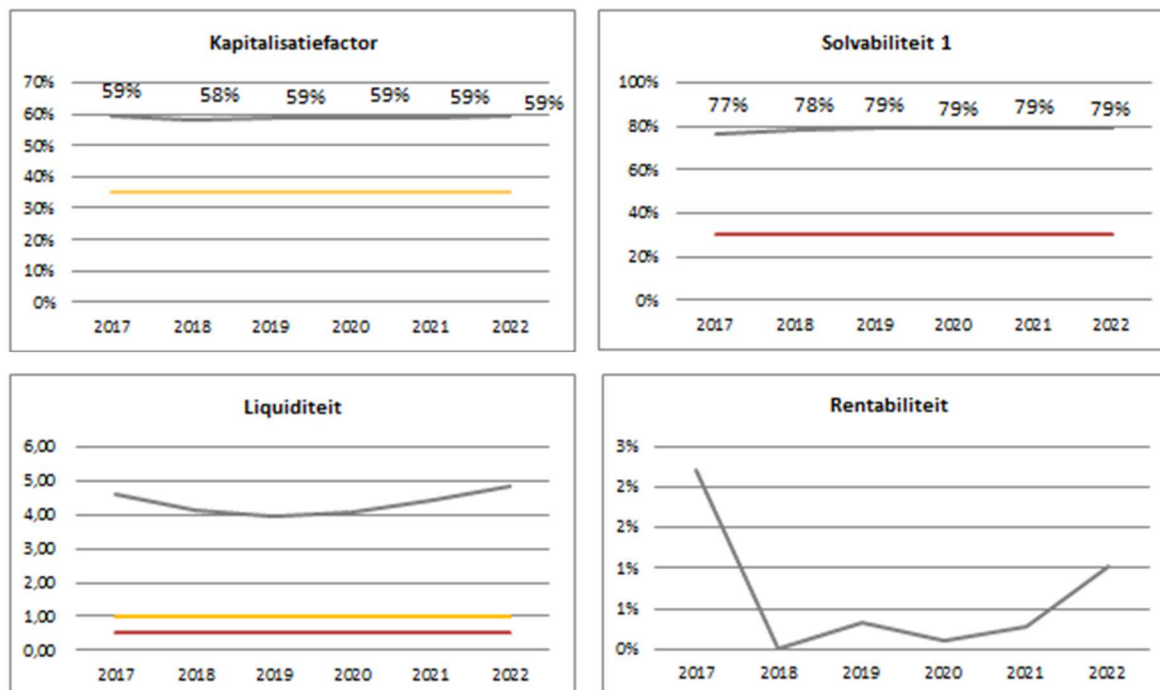 Kapitalisatiefactor
70%
60%
50%
40%
30%
20%
10%
0%
59% 58% 59% 59% 59% 59%
2017 2018 2019 2020 2021 2022
Solvabiliteit 1
100%
80%
60%
40%
20%
0%
77% 78% 79% 79% 79% 79%
2017 2018 2019 2020 2021 2022
Liquiditeit
6,00
5,00
4,00
3,00
2,00
1,00
0,00
2017 2018 2019 2020 2021 2022
Rentabiliteit
3%
2%
2%
1%
1%
0%
2017 2018 2019 2020 2021 2022